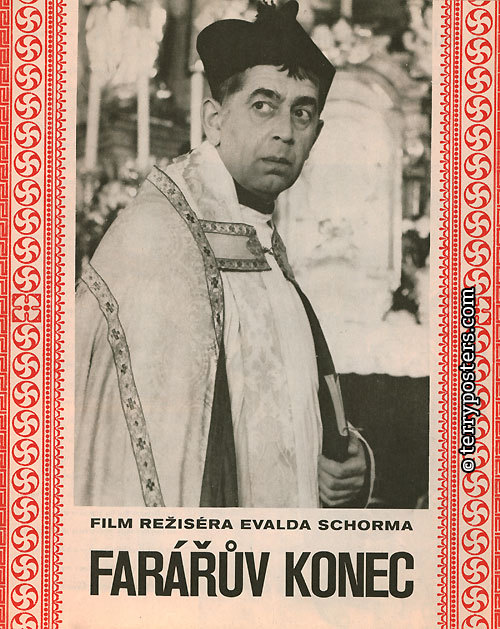 FILM REŽISÉRA EVALDA SCHORMA
FARÁŘŮV KONEC
©terryposters.com